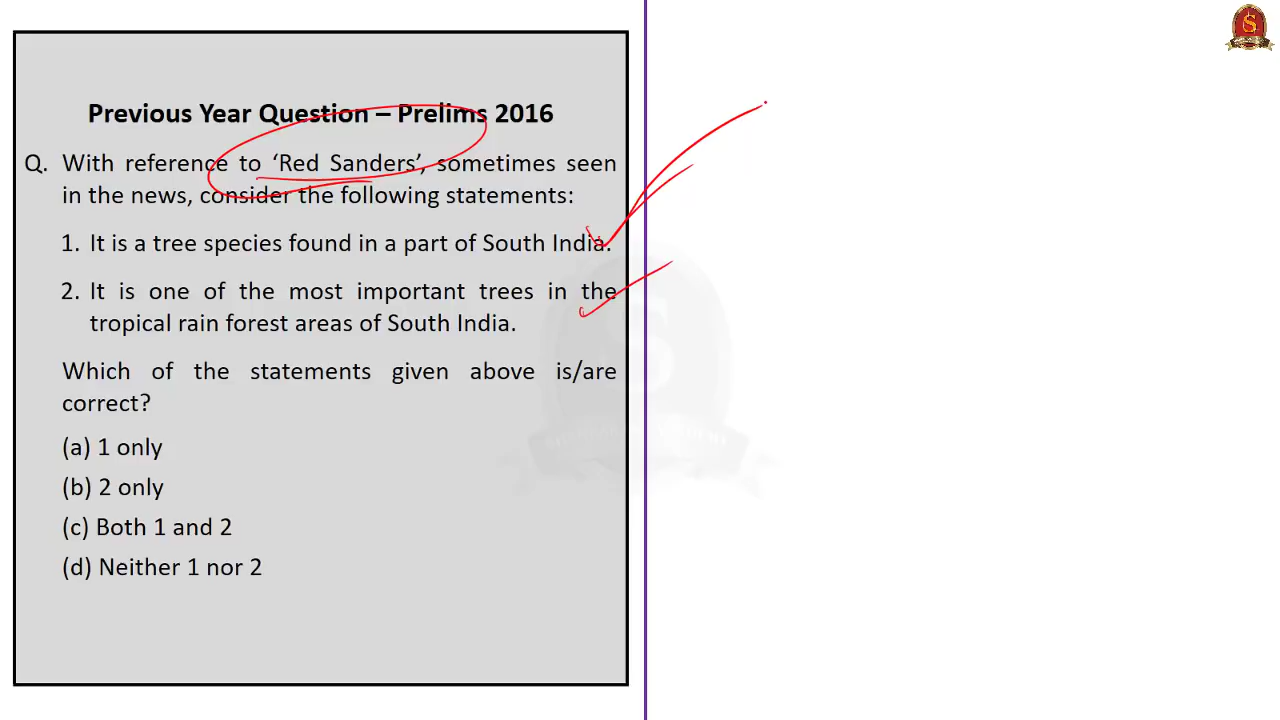 Previous Year Question – Prelims 2016
Q. With reference to ‘Red Sanders’, sometimes seen
in the news, consider the following statements:
1. It is a tree species found in a part of South India.
2. It is one of the most important trees in the
tropical rain forest areas of South India.
Which of the statements given above is/are
correct?
(a) 1 only
(b) 2 only
(c) Both 1 and 2
(d) Neither 1 nor 2